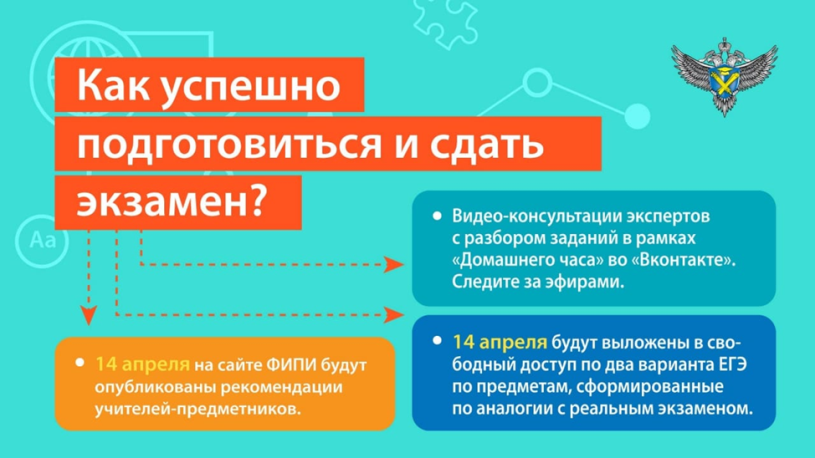 Как успешно
подготовиться и сдать
экзамен?
Aa
• Видео-консультации экспертов
с разбором заданий в рамках
«Домашнего часа» во «Вконтакте».
Следите за эфирами.
• 14 апреля на сайте ФИПИ будут
опубликованы рекомендации
учителей-предметников.
• 14 апреля будут выложены в сво-
бодный доступ по два варианта ЕГЭ
по предметам, сформированные
по аналогии с реальным экзаменом.